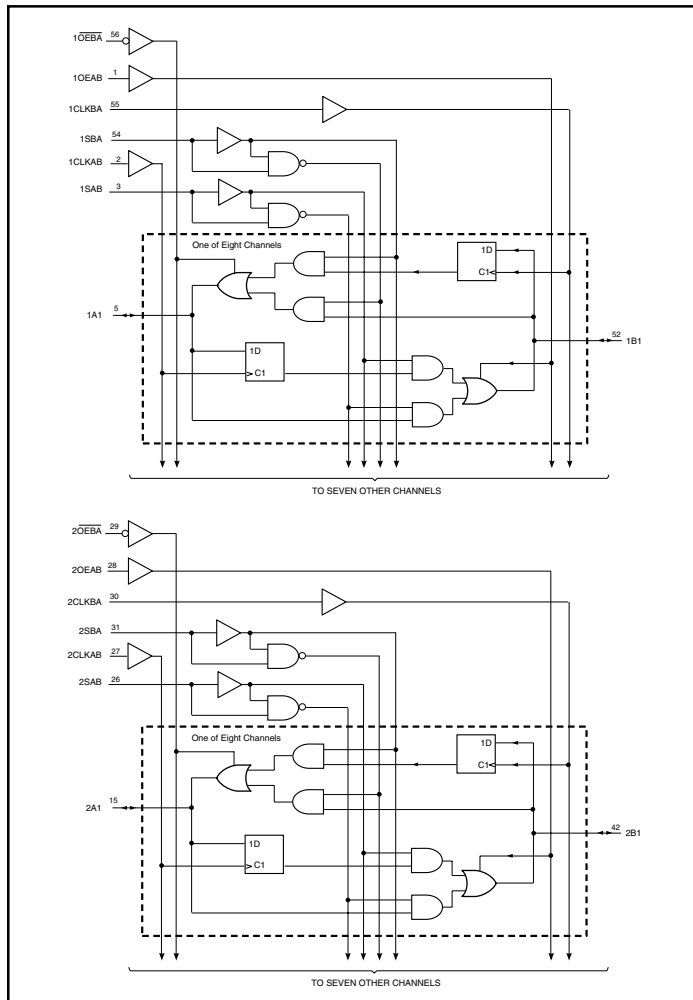 1O̅E̅B̅A̅ 56
1OEAB 1
1CLKBA 55
1SBA 54
1CLKAB 2
1SAB 3
One of Eight Channels
1D
C1
1A1 5
52 1B1
1D
C1
TO SEVEN OTHER CHANNELS
2O̅E̅B̅A̅ 29
2OEAB 28
2CLKBA 30
2SBA 31
2CLKAB 27
2SAB 26
One of Eight Channels
1D
C1
2A1 15
42 2B1
1D
C1
TO SEVEN OTHER CHANNELS